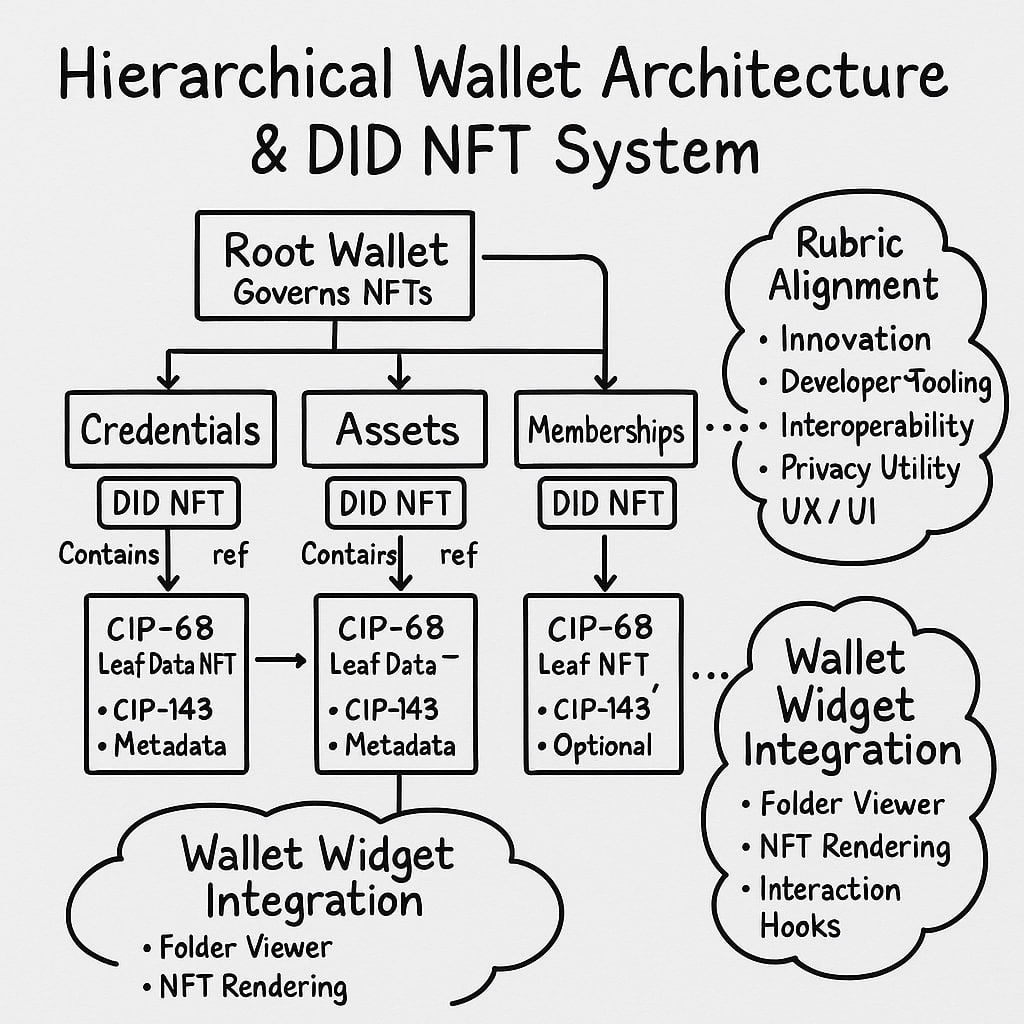 Hierarchical Wallet Architecture
& DID NFT System
Root Wallet
Governs NFTs
Credentials
Assets
Memberships
DID NFT
DID NFT
DID NFT
Contains
ref
Contairs
ref
CIP-68
Leaf Data NFT
• CIP-143
• Metadata
CIP-68
Leaf Data –
• CIP-143
• Metadata
CIP-68
Leaf NFT
• CIP-143′
• Optional
Rubric
Alignment
• Innovation
• Developer Tooling
• Interoperability
• Privacy Utility
UX / UI
Wallet
Widget
Integration
• Folder Viewer
• NFT Rendering
• Interaction
Hooks
Wallet Widget
Integration
• Folder Viewer
• NFT Rendering